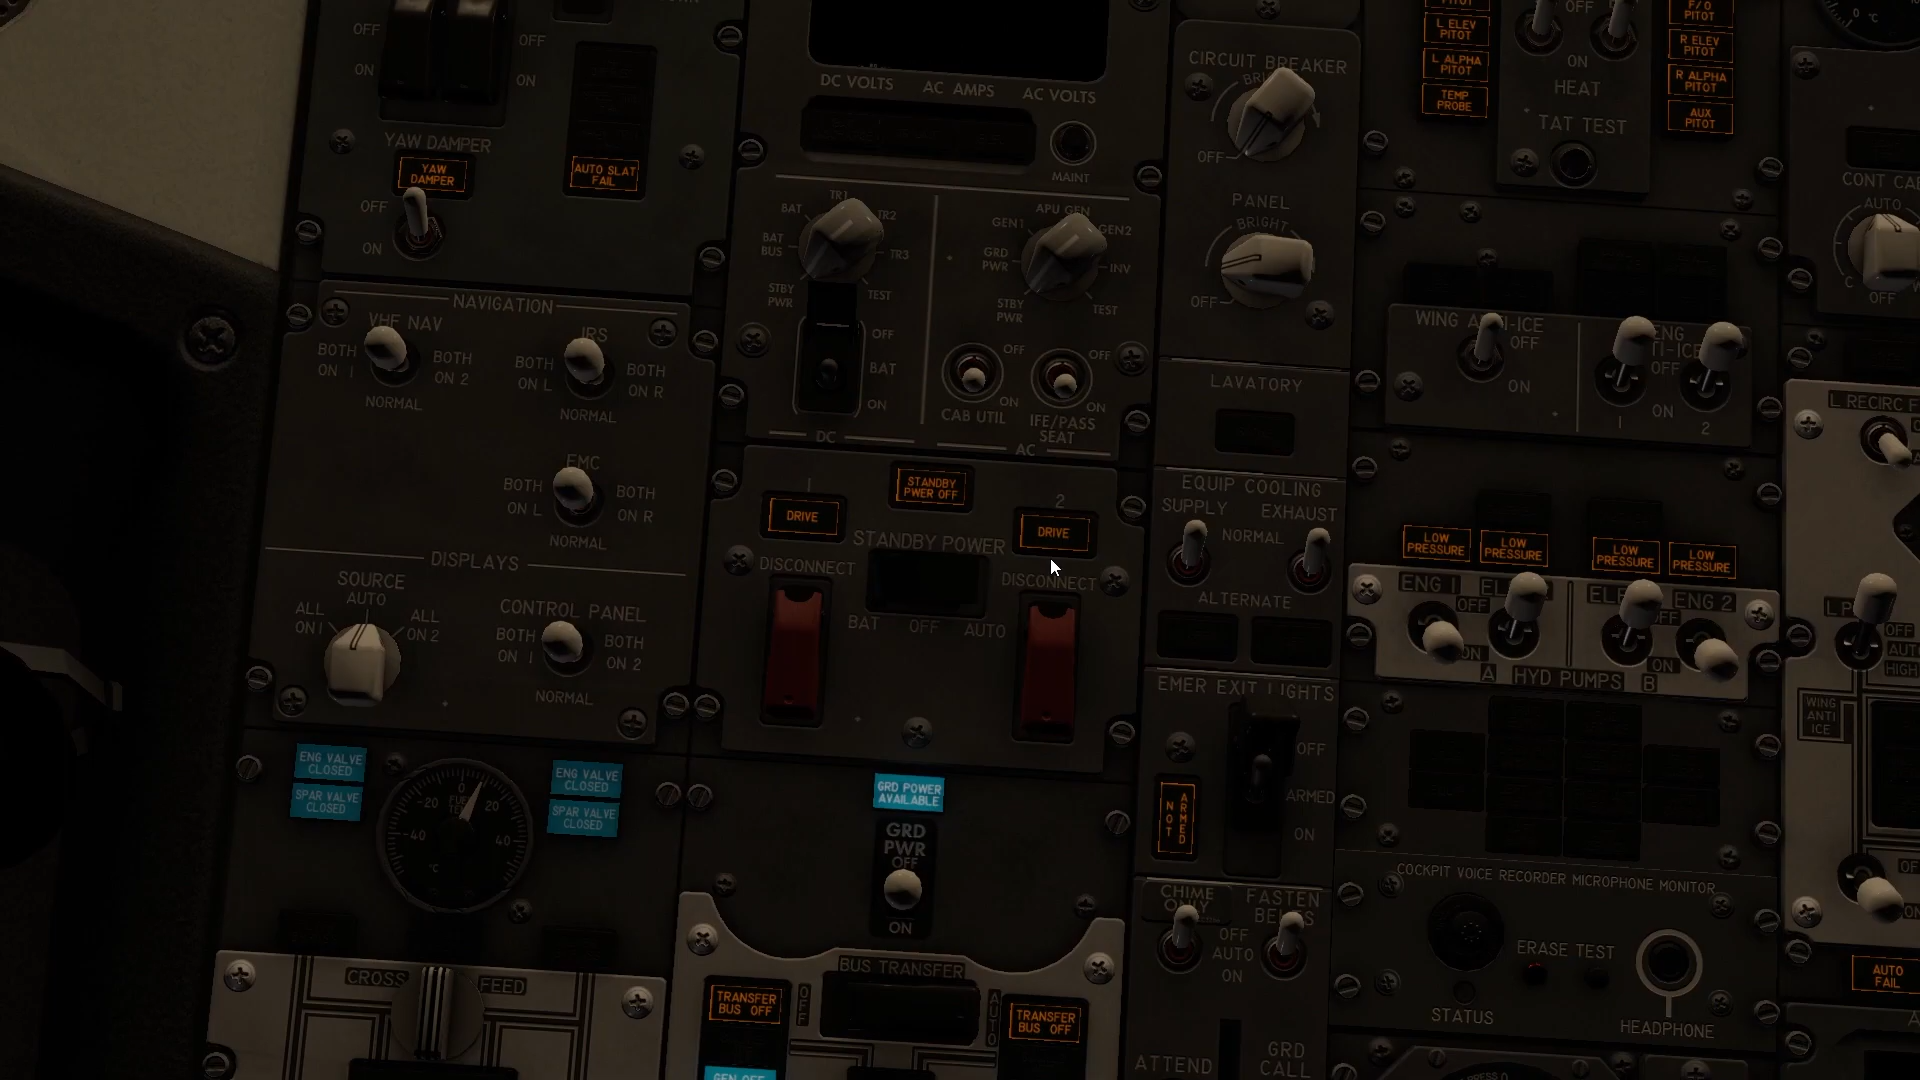 OFF
ON
OFF
ON
YAW DAMPER
YAW
DAMPER
OFF
ON
AUTO SLAT
FAIL
DC VOLTS
AC AMPS
AC VOLTS
MAINT
BAT
TR1
TR2
BAT
BUS
TR3
STBY
PWR
TEST
OFF
BAT
ON
DC
GEN1
APU GEN
GEN2
GRD
PWR
INV
STBY
PWR
TEST
OFF
ON
CAB UTIL
OFF
ON
IFE/PASS
SEAT
AC
CIRCUIT BREAKER
OFF
PANEL
BRIGHT
OFF
LAVATORY
EQUIP COOLING
SUPPLY
EXHAUST
NORMAL
ALTERNATE
EMER EXIT LIGHTS
OFF
ARMED
ON
NOT
ARMED
CHIME
ONLY
FASTEN
BELTS
OFF
AUTO
ON
ATTEND
GRD
CALL
NAVIGATION
VHF NAV
BOTH
ON 1
BOTH
ON 2
NORMAL
IRS
BOTH
ON L
BOTH
ON R
NORMAL
FMC
BOTH
ON L
BOTH
ON R
NORMAL
DISPLAYS
SOURCE
AUTO
ALL
ON 1
ALL
ON 2
CONTROL PANEL
BOTH
ON 1
BOTH
ON 2
NORMAL
1
DRIVE
DISCONNECT
STANDBY
PWER OFF
STANDBY POWER
BAT
OFF
AUTO
2
DRIVE
DISCONNECT
ENG VALVE
CLOSED
SPAR VALVE
CLOSED
ENG VALVE
CLOSED
SPAR VALVE
CLOSED
-20
0
20
-40
40
°C
CROSS
FEED
GRD POWER
AVAILABLE
GRD
PWR
OFF
ON
BUS TRANSFER
OFF
AUTO
TRANSFER
BUS OFF
TRANSFER
BUS OFF
GEN OFF
PITOT
L ELEV
PITOT
L ALPHA
PITOT
TEMP
PROBE
OFF
ON
HEAT
TAT TEST
F/O
PITOT
R ELEV
PITOT
R ALPHA
PITOT
AUX
PITOT
WING ANTI-ICE
OFF
ON
ENG
OFF
ON
1
2
LOW
PRESSURE
LOW
PRESSURE
LOW
PRESSURE
LOW
PRESSURE
ENG 1
OFF
ON
ENG 2
ON
A
HYD PUMPS
B
COCKPIT VOICE RECORDER MICROPHONE MONITOR
ERASE
TEST
STATUS
HEADPHONE
0 °C
AUTO
C
OFF
L RECIRC
OFF
AUTO
HIGH
WING
ANTI
ICE
AUTO
FAIL